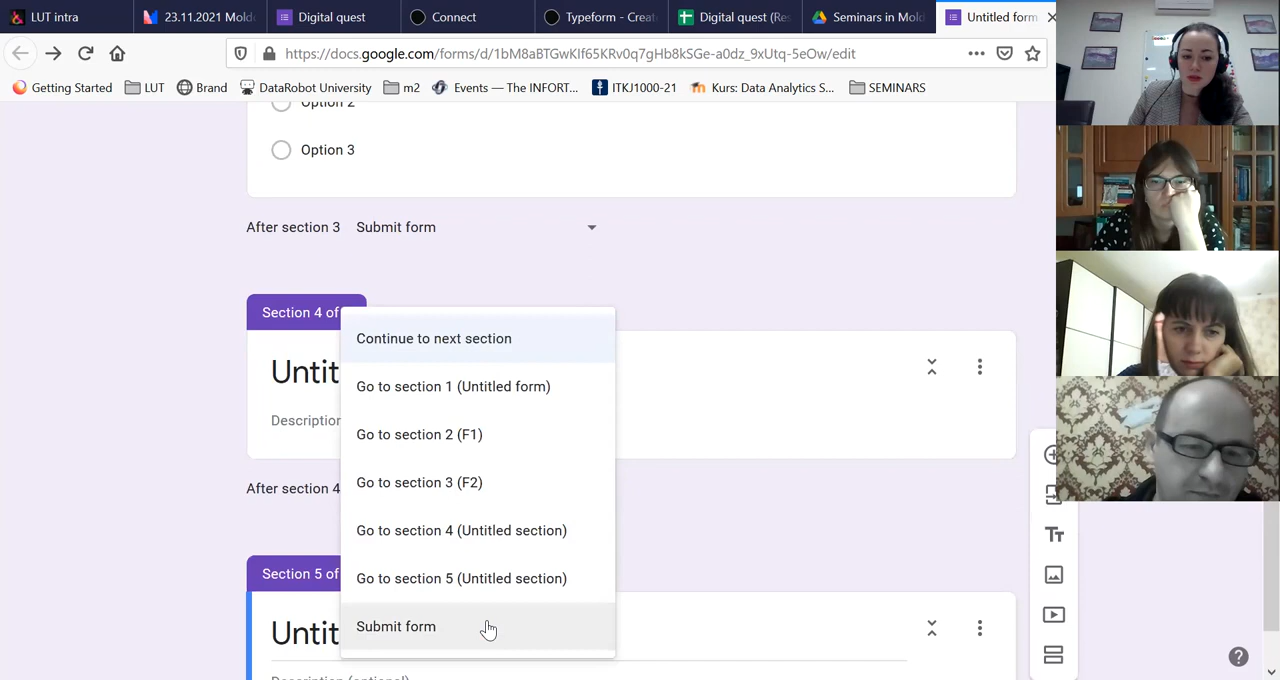 LUT intra
23.11.2021 Mold
Digital quest
Connect
Typeform - Creat
Digital quest (Res
Seminars in Mold
Untitled form
https://docs.google.com/forms/d/1bM8aBTGwKIf65KRv0q7gHb8kSGe-a0dz_9xUtq-5eOw/edit
Getting Started
LUT
Brand
DataRobot University
m2
Events — The INFORT...
ITKJ1000-21
Kurs: Data Analytics S...
SEMINARS
Option 2
Option 3
After section 3 Submit form
Section 4 of
Continue to next section
Untit
Go to section 1 (Untitled form)
Description
Go to section 2 (F1)
After section 4
Go to section 3 (F2)
Go to section 4 (Untitled section)
Section 5 of
Go to section 5 (Untitled section)
Untit
Submit form
Tт